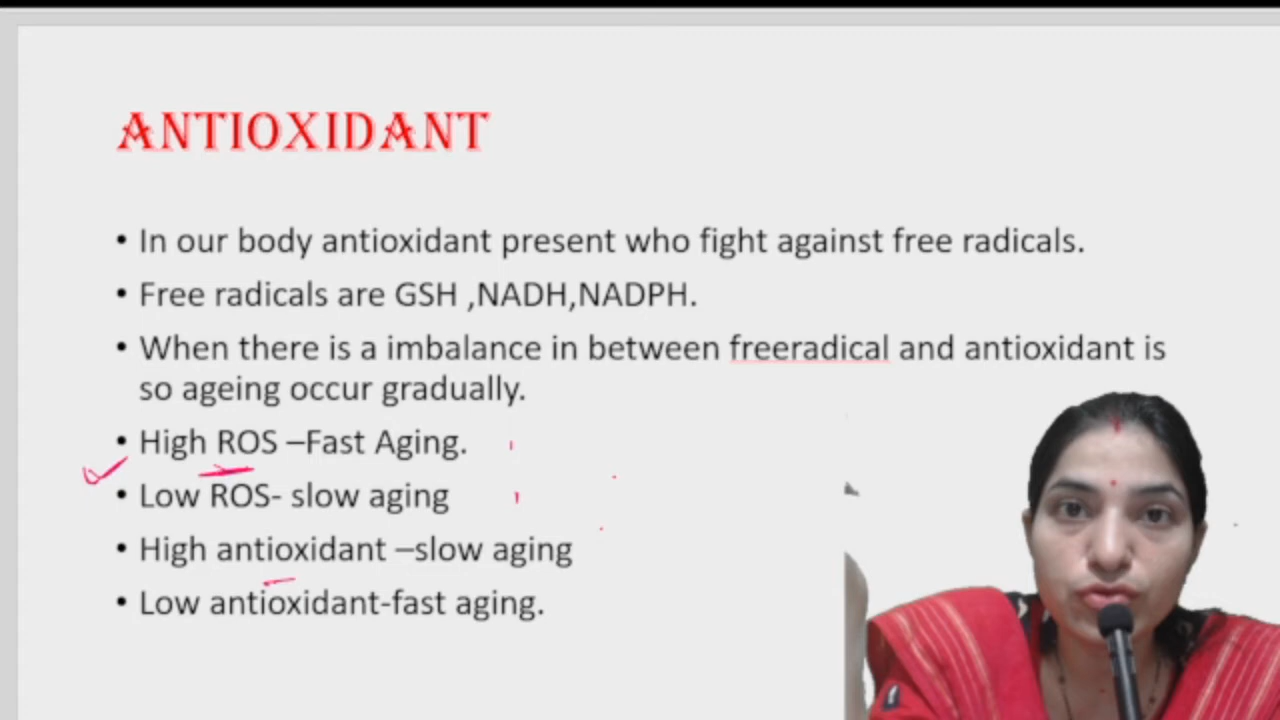 ANTIOXIDANT
• In our body antioxidant present who fight against free radicals.
• Free radicals are GSH ,NADH,NADPH.
• When there is a imbalance in between freeradical and antioxidant is
so ageing occur gradually.
• High ROS –Fast Aging.
• Low ROS- slow aging
• High antioxidant –slow aging
• Low antioxidant-fast aging.